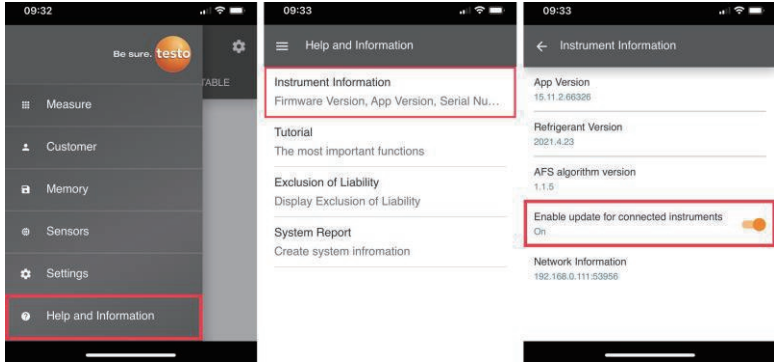 09:32
Be sure. testo
TABLE
Measure
Customer
Memory
Sensors
Settings
Help and Information
09:33
Help and Information
Instrument Information
Firmware Version, App Version, Serial Nu...
Tutorial
The most important functions
Exclusion of Liability
Display Exclusion of Liability
System Report
Create system infromation
09:33
Instrument Information
App Version
15.11.2.66326
Refrigerant Version
2021.4.23
AFS algorithm version
1.1.5
Enable update for connected instruments
On
Network Information
192.168.0.111:53956